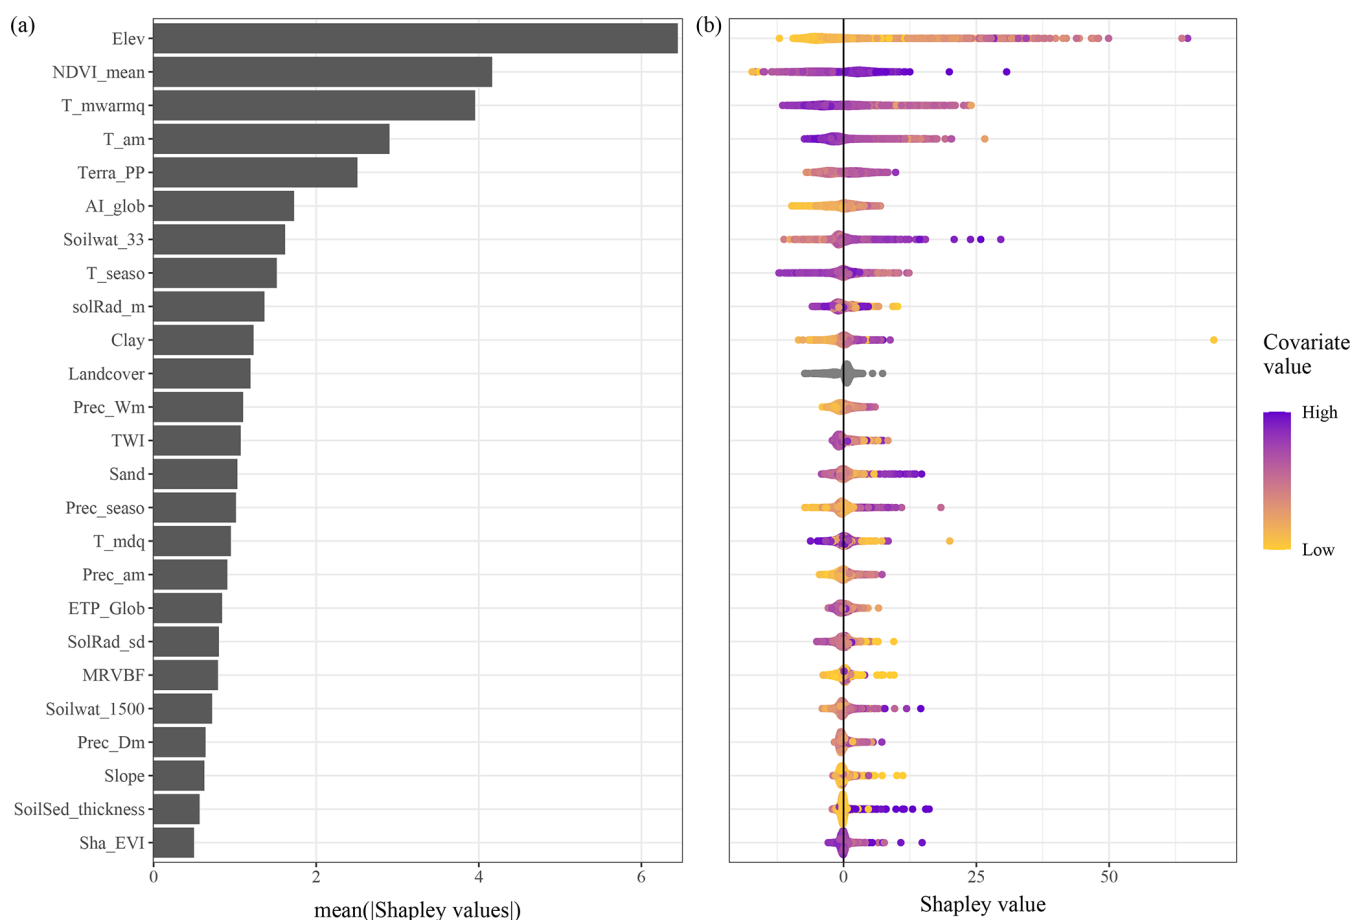 (a)
Elev
NDVI_mean
T_mwarmq
T_am
Terra_PP
AI_glob
Soilwat_33
T_seaso
solRad_m
Clay
Landcover
Prec_Wm
TWI
Sand
Prec_seaso
T_mdq
Prec_am
ETP_Glob
SolRad_sd
MRVBF
Soilwat_1500
Prec_Dm
Slope
SoilSed_thickness
Sha_EVI
0 2 4 6
mean(|Shapley values|)
(b)
0 25 50
Shapley value
Covariate
value
High
Low